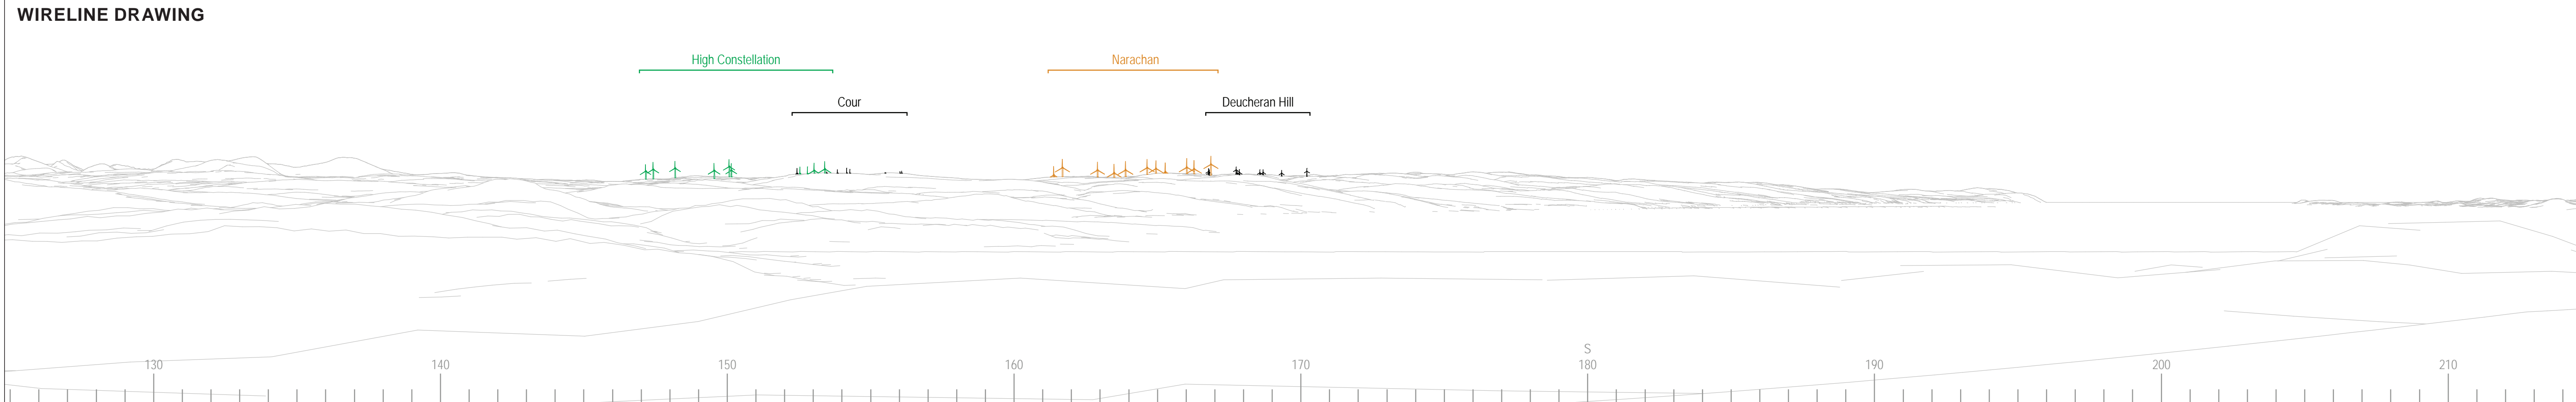 WIRELINE DRAWING
High Constellation
Narachan
Cour
Deucheran Hill
S
130 140 150 160 170 180 190 200 210